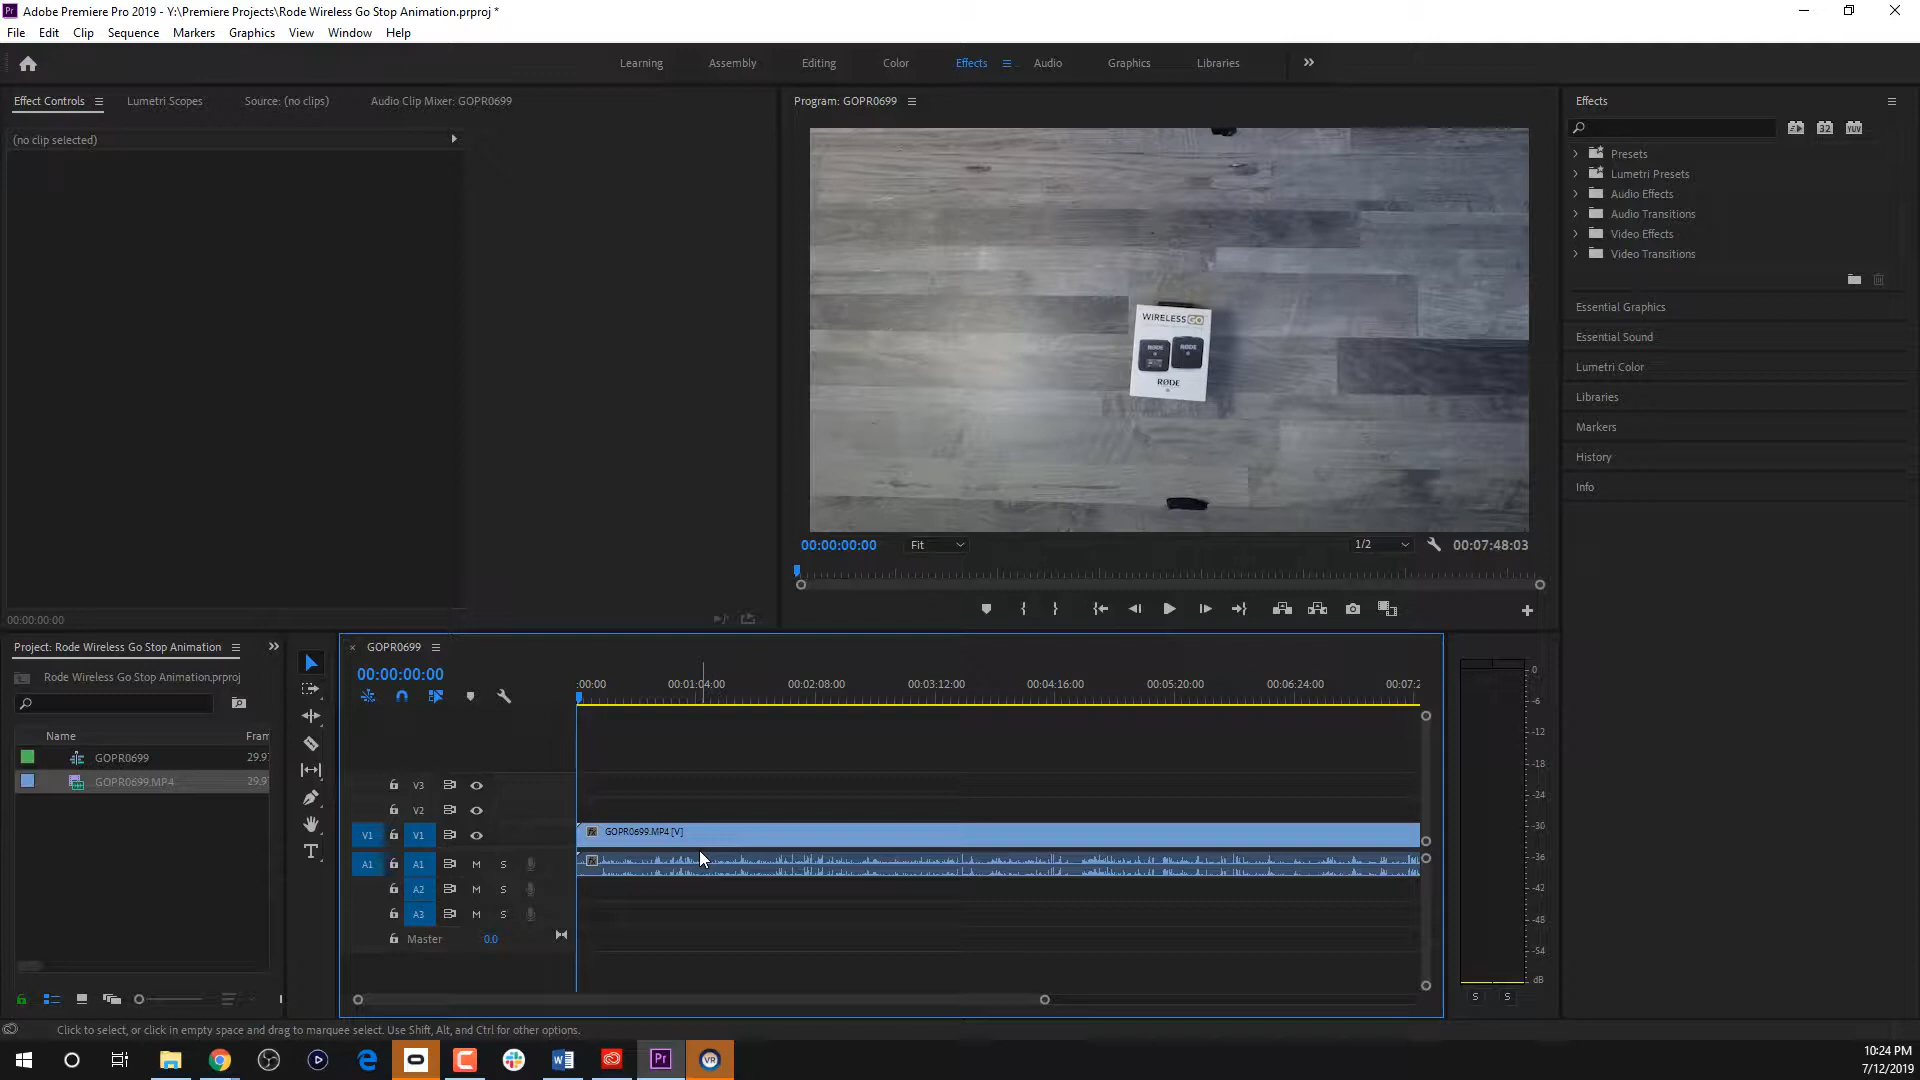 Adobe Premiere Pro 2019 - Y:\Premiere Projects\Rode Wireless Go Stop Animation.prproj *
File Edit Clip Sequence Markers Graphics View Window Help
Learning Assembly Editing Color Effects Audio Graphics Libraries
Effect Controls Lumetri Scopes Source: (no clips) Audio Clip Mixer: GOPR0699
(no clip selected)
00:00:00:00
Program: GOPR0699
WIRELESS GO
RODE RODE
RØDE
00:00:00:00 Fit 1/2 00:07:48:03
Effects
32 YUV
Presets
Lumetri Presets
Audio Effects
Audio Transitions
Video Effects
Video Transitions
Essential Graphics
Essential Sound
Lumetri Color
Libraries
Markers
History
Info
Project: Rode Wireless Go Stop Animation
Rode Wireless Go Stop Animation.prproj
Name Fram
GOPR0699 29.9
GOPR0699.MP4 29.9
GOPR0699
00:00:00:00
:00:00 00:01:04:00 00:02:08:00 00:03:12:00 00:04:16:00 00:05:20:00 00:06:24:00 00:07:2
V3
V2
V1 V1 fx GOPR0699.MP4 [V]
A1 A1 M S fx
A2 M S
A3 M S
Master 0.0
0
-6
-12
-18
-24
-30
-36
-42
-48
-54
dB
S S
Click to select, or click in empty space and drag to marquee select. Use Shift, Alt, and Ctrl for other options.
Pr
VR
10:24 PM
7/12/2019